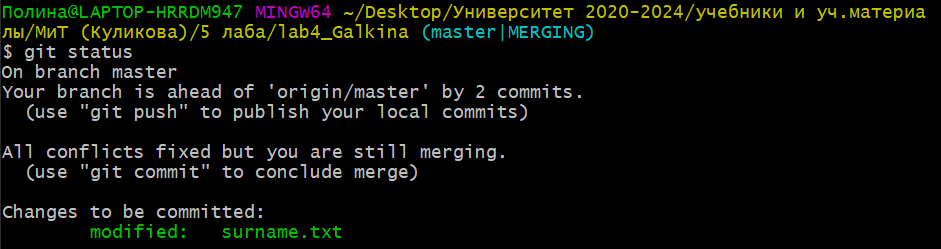 Полина@LAPTOP-HRRDM947 MINGW64 ~/Desktop/Университет 2020-2024/учебники и уч.материа
лы/МиТ (Куликова)/5 лаба/lab4_Galkina (master|MERGING)
$ git status
On branch master
Your branch is ahead of 'origin/master' by 2 commits.
  (use "git push" to publish your local commits)

All conflicts fixed but you are still merging.
  (use "git commit" to conclude merge)

Changes to be committed:
        modified:   surname.txt